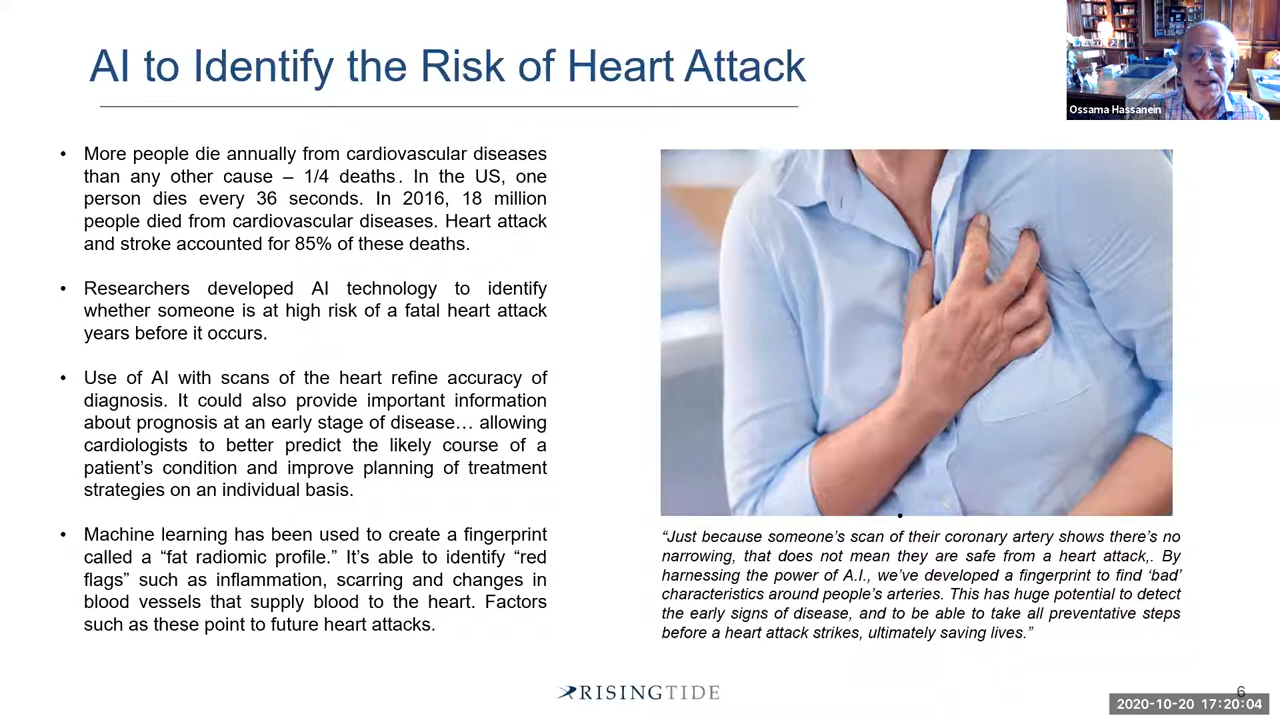 AI to Identify the Risk of Heart Attack
Ossama Hassanein
• More people die annually from cardiovascular diseases
than any other cause – 1/4 deaths. In the US, one
person dies every 36 seconds. In 2016, 18 million
people died from cardiovascular diseases. Heart attack
and stroke accounted for 85% of these deaths.
• Researchers developed AI technology to identify
whether someone is at high risk of a fatal heart attack
years before it occurs.
• Use of AI with scans of the heart refine accuracy of
diagnosis. It could also provide important information
about prognosis at an early stage of disease… allowing
cardiologists to better predict the likely course of a
patient’s condition and improve planning of treatment
strategies on an individual basis.
• Machine learning has been used to create a fingerprint
called a “fat radiomic profile.” It’s able to identify “red
flags” such as inflammation, scarring and changes in
blood vessels that supply blood to the heart. Factors
such as these point to future heart attacks.
“Just because someone’s scan of their coronary artery shows there’s no
narrowing, that does not mean they are safe from a heart attack,. By
harnessing the power of A.I., we’ve developed a fingerprint to find ‘bad’
characteristics around people’s arteries. This has huge potential to detect
the early signs of disease, and to be able to take all preventative steps
before a heart attack strikes, ultimately saving lives.”
RISINGTIDE
6
2020-10-20 17:20:04